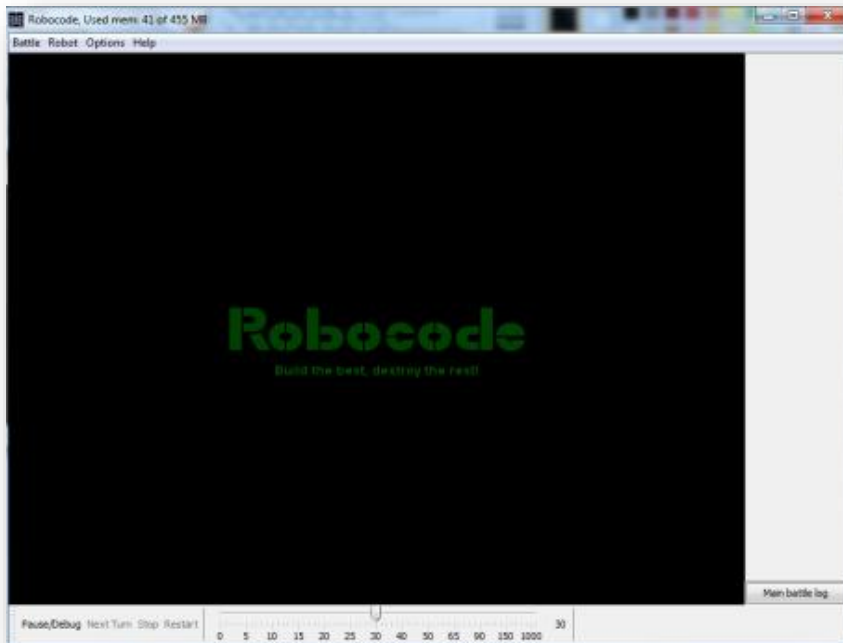 Robocode, Used mem: 41 of 455 MB
Battle Robot Options Help
Robocode
Build the best, destroy the rest!
Main battle log
Pause/Debug Next Turn Stop Restart
0 5 10 15 20 25 30 40 50 65 90 150 1000
30